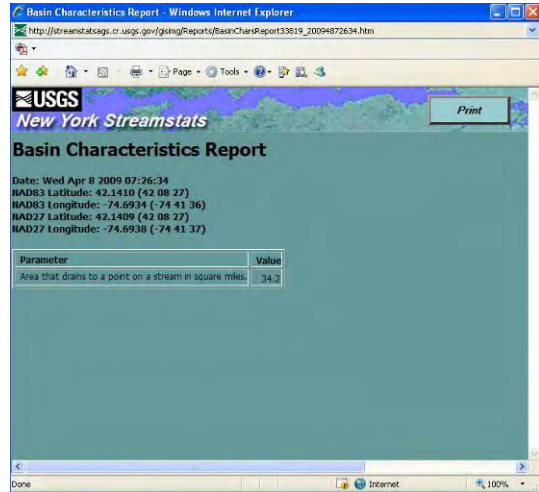 Basin Characteristics Report - Windows Internet Explorer
http://streamstatsags.cr.usgs.gov/gisimg/Reports/BasinCharsReport33819_20094872634.htm
Page Tools
USGS
New York Streamstats
Print
Basin Characteristics Report
Date: Wed Apr 8 2009 07:26:34
NAD83 Latitude: 42.1410 (42 08 27)
NAD83 Longitude: -74.6934 (-74 41 36)
NAD27 Latitude: 42.1409 (42 08 27)
NAD27 Longitude: -74.6938 (-74 41 37)
Parameter Value
Area that drains to a point on a stream in square miles. 34.2
Done Internet 100%